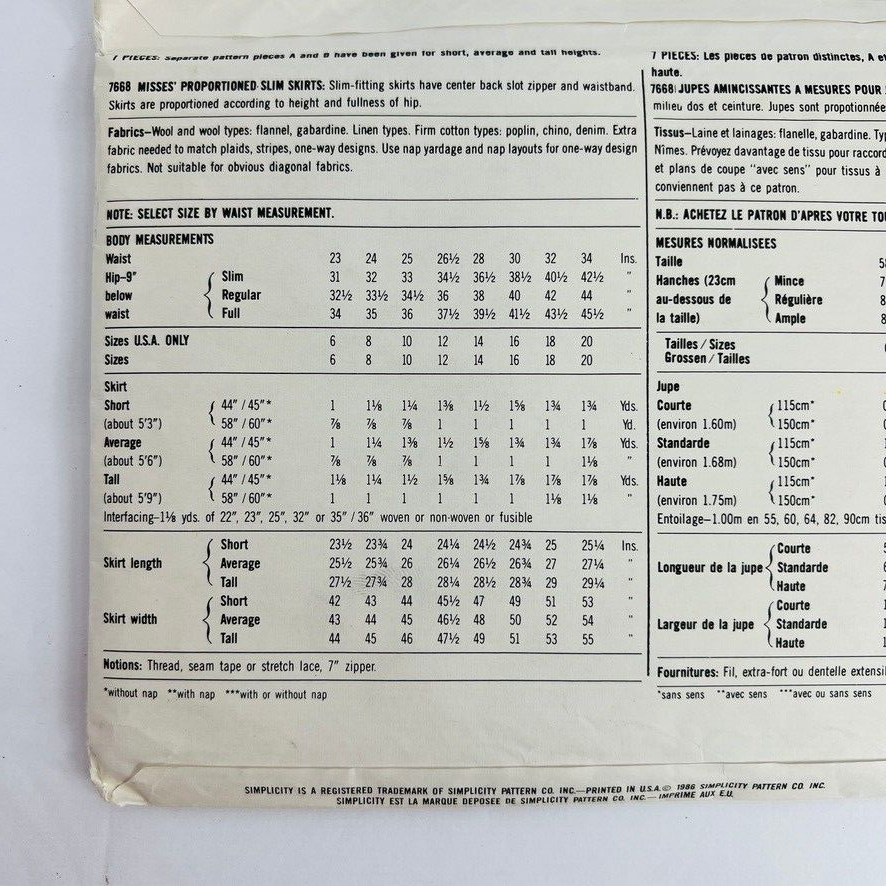 7 PIECES: Separate pattern pieces A and B have been given for short, average and tall heights.
7668 MISSES' PROPORTIONED SLIM SKIRTS: Slim-fitting skirts have center back slot zipper and waistband.
Skirts are proportioned according to height and fullness of hip.
Fabrics—Wool and wool types: flannel, gabardine. Linen types. Firm cotton types: poplin, chino, denim. Extra
fabric needed to match plaids, stripes, one-way designs. Use nap yardage and nap layouts for one-way design
fabrics. Not suitable for obvious diagonal fabrics.
NOTE: SELECT SIZE BY WAIST MEASUREMENT.
BODY MEASUREMENTS
Waist 23 24 25 26½ 28 30 32 34 Ins.
Hip-9" Slim 31 32 33 34½ 36½ 38½ 40½ 42½ "
below Regular 32½ 33½ 34½ 36 38 40 42 44 "
waist Full 34 35 36 37½ 39½ 41½ 43½ 45½ "
Sizes U.S.A. ONLY 6 8 10 12 14 16 18 20
Sizes 6 8 10 12 14 16 18 20
Skirt
Short 44" / 45"* 1 1⅛ 1¼ 1⅜ 1½ 1⅝ 1¾ 1¾ Yds.
(about 5'3") 58" / 60"* ⅞ ⅞ ⅞ 1 1 1 1 1 Yd.
Average 44" / 45"* 1 1¼ 1⅜ 1½ 1⅝ 1¾ 1¾ 1⅞ Yds.
(about 5'6") 58" / 60"* ⅞ ⅞ ⅞ 1 1 1 1 1⅛ "
Tall 44" / 45"* 1⅛ 1¼ 1½ 1⅝ 1¾ 1⅞ 1⅞ 1⅞ Yds.
(about 5'9") 58" / 60"* 1 1 1 1 1 1 1⅛ 1⅛ "
Interfacing—1⅛ yds. of 22", 23", 25", 32" or 35" /36" woven or non-woven or fusible
Short 23½ 23¾ 24 24¼ 24½ 24¾ 25 25¼ Ins.
Skirt length Average 25½ 25¾ 26 26¼ 26½ 26¾ 27 27¼ "
Tall 27½ 27¾ 28 28¼ 28½ 28¾ 29 29¼ "
Short 42 43 44 45½ 47 49 51 53 "
Skirt width Average 43 44 45 46½ 48 50 52 54 "
Tall 44 45 46 47½ 49 51 53 55 "
Notions: Thread, seam tape or stretch lace, 7" zipper.
*without nap **with nap ***with or without nap
7 PIECES: Les pieces de patron distinctes, A
haute.
7668: JUPES AMINCISSANTES A MESURES POUR
milieu dos et ceinture. Jupes sont propotionnée
Tissus—Laine et lainages: flanelle, gabardine.
Nîmes. Prévoyez davantage de tissu pour raccord
et plans de coupe "avec sens" pour tissus à
conviennent pas à ce patron.
N.B.: ACHETEZ LE PATRON D'APRES VOTRE
MESURES NORMALISEES
Taille
Hanches (23cm Mince
au-dessous de Régulière
la taille) Ample
Tailles / Sizes
Grossen / Tailles
Jupe
Courte 115cm*
(environ 1.60m) 150cm*
Standarde 115cm*
(environ 1.68m) 150cm*
Haute 115cm*
(environ 1.75m) 150cm*
Entoilage—1.00m en 55, 60, 64, 82, 90cm
Courte
Longueur de la jupe Standarde
Haute
Courte
Largeur de la jupe Standarde
Haute
Fournitures: Fil, extra-fort ou dentelle
*sans sens **avec sens ***avec ou sans sens
SIMPLICITY IS A REGISTERED TRADEMARK OF SIMPLICITY PATTERN CO. INC.—PRINTED IN U.S.A. © 1986 SIMPLICITY PATTERN CO. INC.
SIMPLICITY EST LA MARQUE DEPOSEE DE SIMPLICITY PATTERN CO. INC.—IMPRIME AUX E.U.